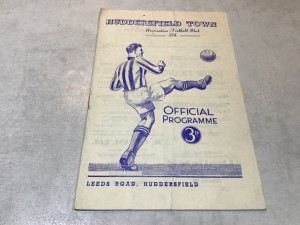 HUDDERSFIELD TOWN
Association Football Club
Ltd.
OFFICIAL
PROGRAMME
3D
LEEDS ROAD, HUDDERSFIELD